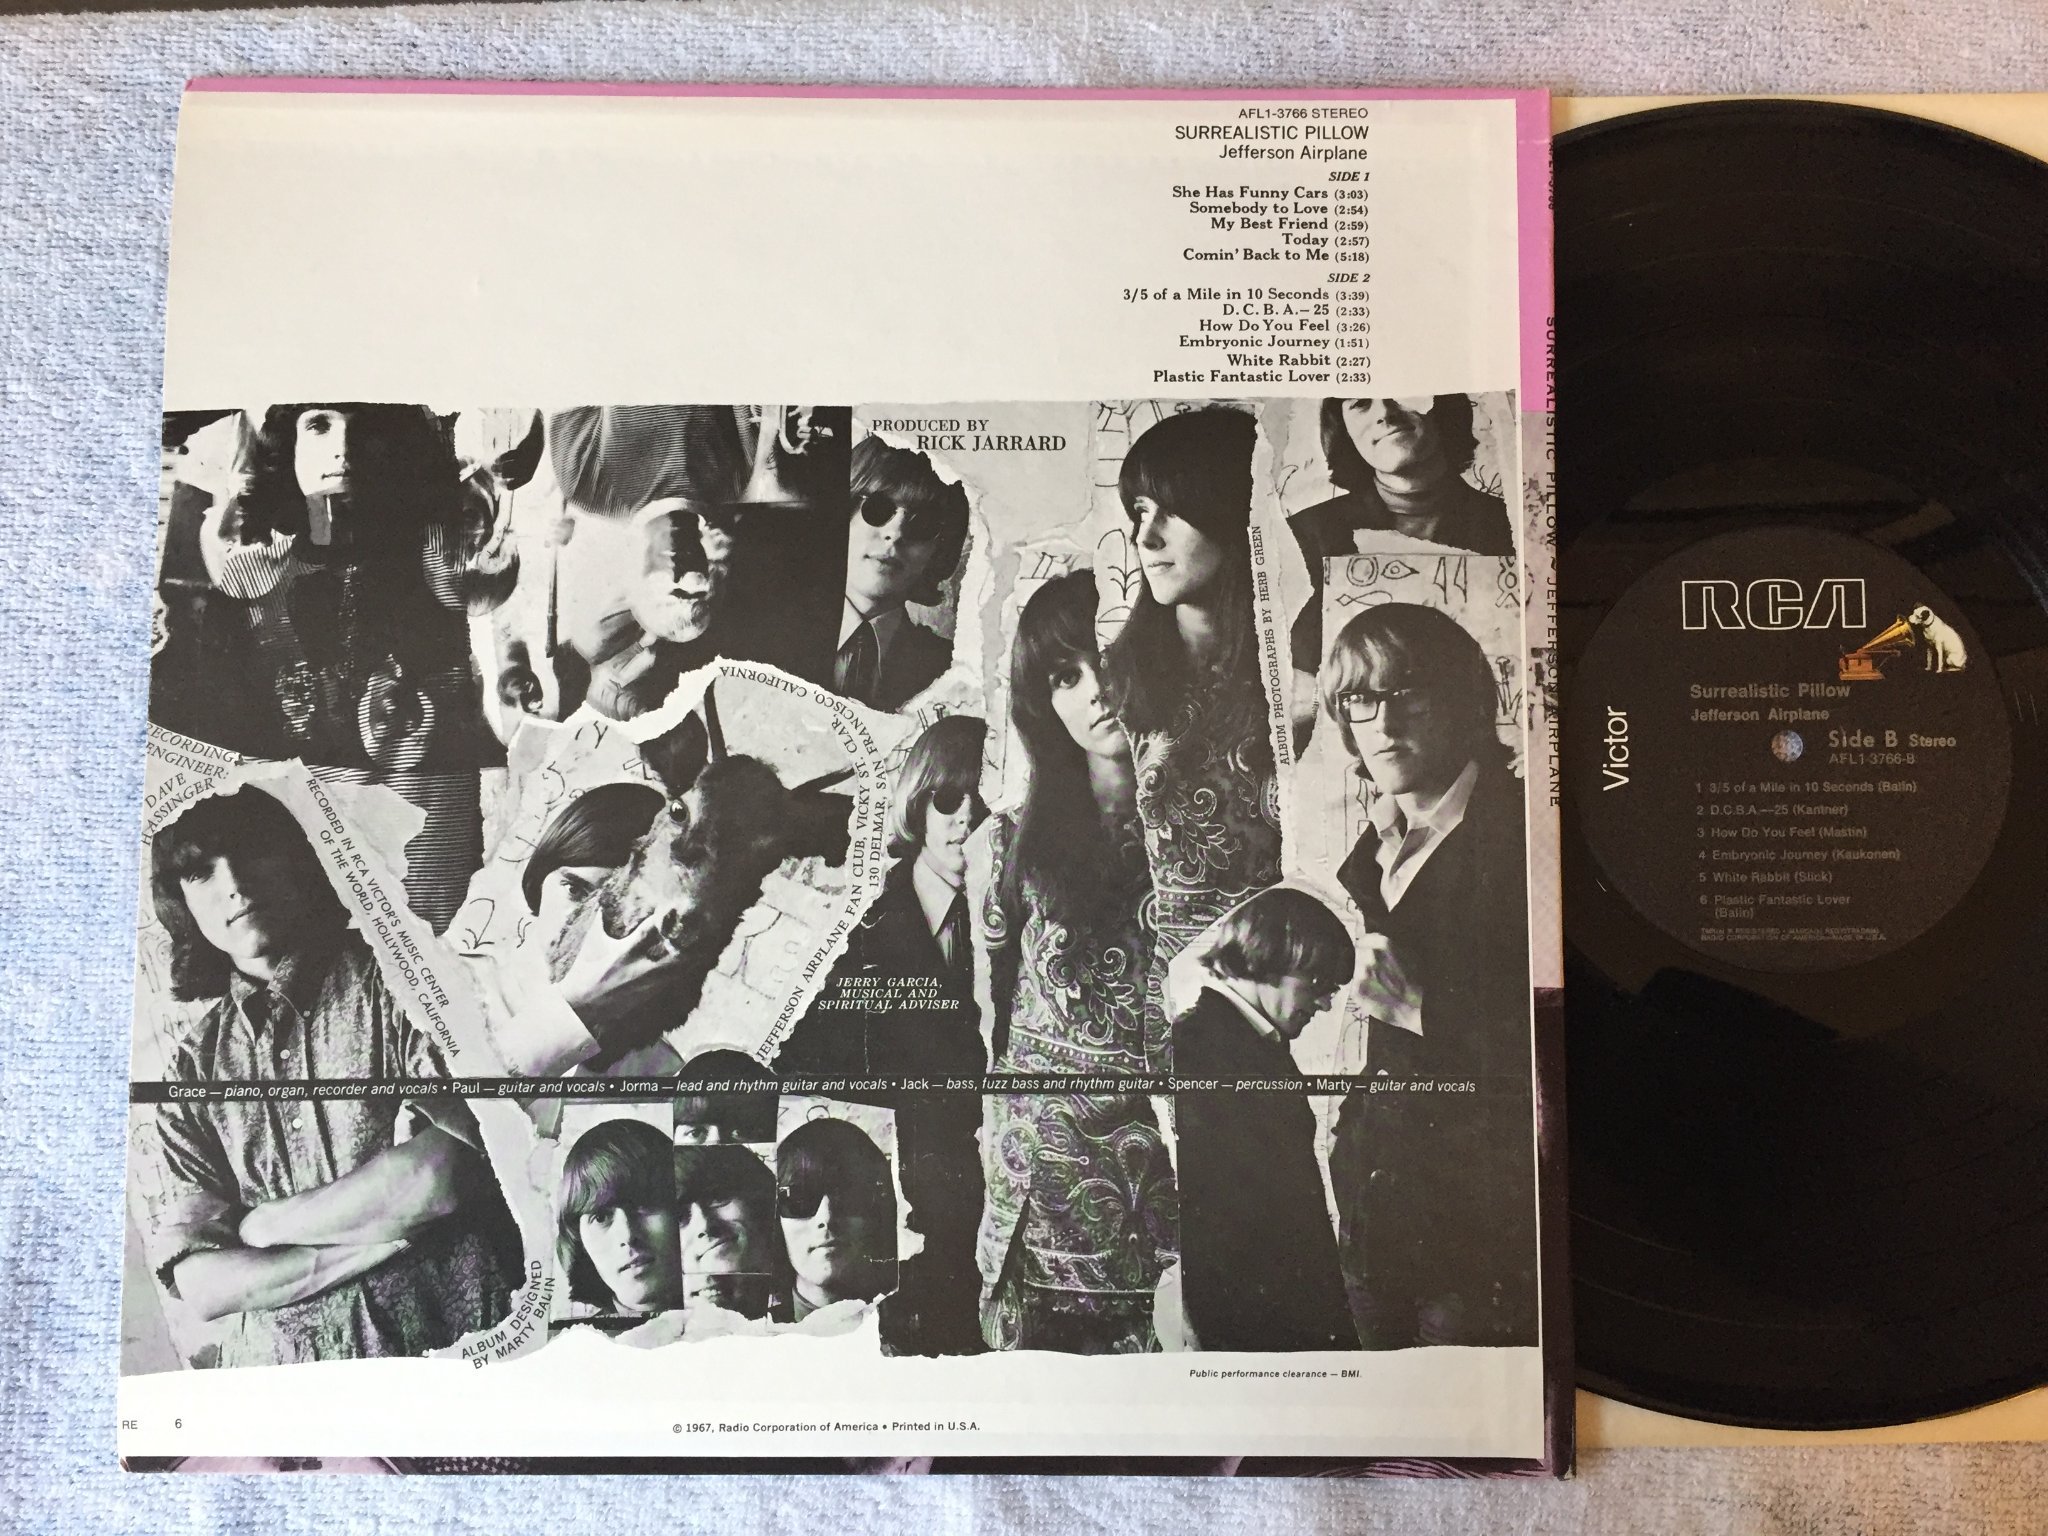 AFL1-3766 STEREO
SURREALISTIC PILLOW
Jefferson Airplane
SIDE 1
She Has Funny Cars (3:03)
Somebody to Love (2:54)
My Best Friend (2:59)
Today (2:57)
Comin' Back to Me (5:18)
SIDE 2
3/5 of a Mile in 10 Seconds (3:39)
D.C.B.A.–25 (2:33)
How Do You Feel (3:26)
Embryonic Journey (1:51)
White Rabbit (2:27)
Plastic Fantastic Lover (2:33)
PRODUCED BY
RICK JARRARD
ALBUM PHOTOGRAPHS BY HERB GREEN
RECORDING
ENGINEER:
DAVE
HASSINGER
RECORDED IN RCA VICTOR'S MUSIC CENTER
OF THE WORLD, HOLLYWOOD, CALIFORNIA
JEFFERSON AIRPLANE FAN CLUB, VICKY ST. CLAIR,
130 DELMAR, SAN FRANCISCO, CALIFORNIA
JERRY GARCIA,
MUSICAL AND
SPIRITUAL ADVISER
Grace — piano, organ, recorder and vocals • Paul — guitar and vocals • Jorma — lead and rhythm guitar and vocals • Jack — bass, fuzz bass and rhythm guitar • Spencer — percussion • Marty — guitar and vocals
ALBUM DESIGNED
BY MARTY BALIN
Public performance clearance — BMI.
RE 6
© 1967, Radio Corporation of America • Printed in U.S.A.
SURREALISTIC PILLOW ~ JEFFERSON AIRPLANE
RCA
Victor
Surrealistic Pillow
Jefferson Airplane
Side B Stereo
AFL1-3766-B
1 3/5 of a Mile in 10 Seconds (Balin)
2 D.C.B.A.—25 (Kantner)
3 How Do You Feel (Mastin)
4 Embryonic Journey (Kaukonen)
5 White Rabbit (Slick)
6 Plastic Fantastic Lover
(Balin)
RADIO CORPORATION OF AMERICA—MADE IN U.S.A.